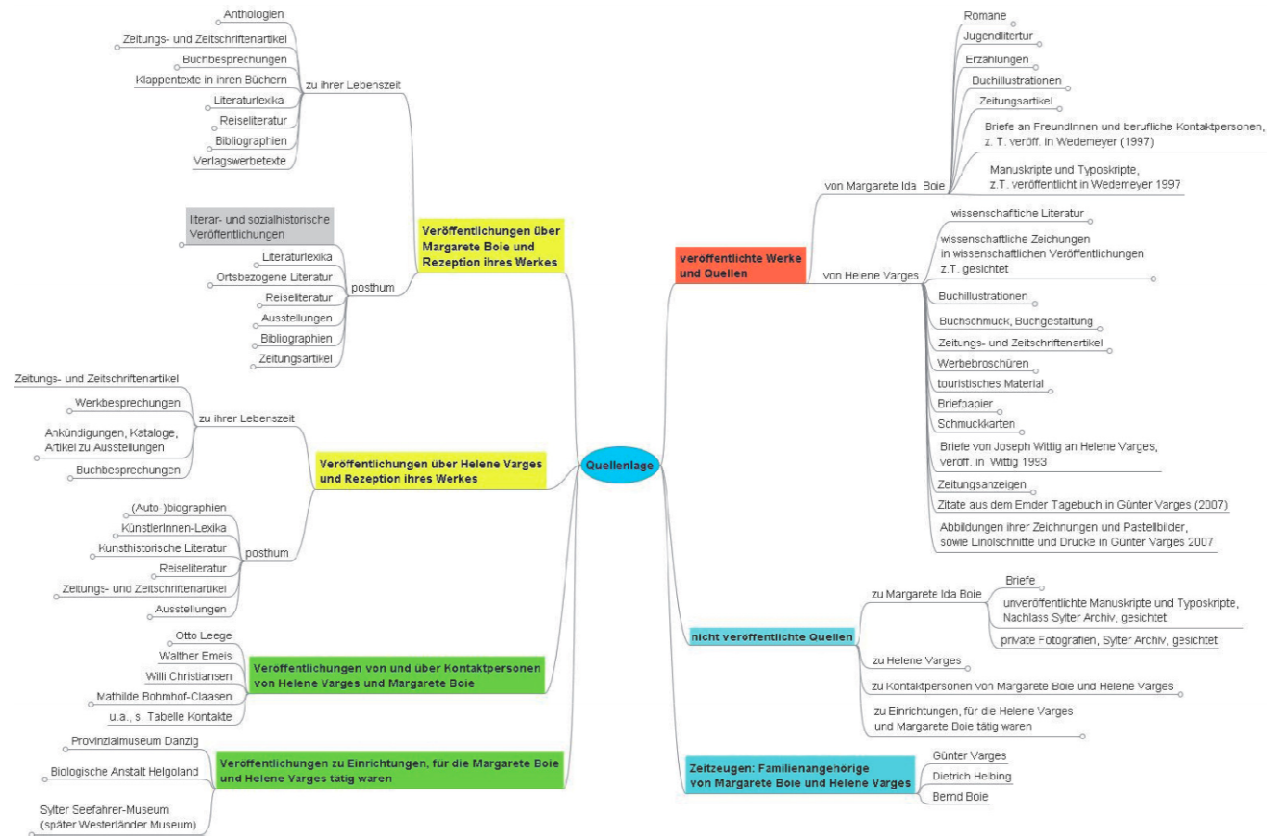 Quellenlage
veröffentlichte Werke
und Quellen
von Margarete Ida Boie
Romane
Jugendlitertur
Erzählungen
Buchillustrationen
Zeitungsartikel
Briefe an FreundInnen und berufliche Kontaktpersonen,
z. T. veröff. in Wedemeyer (1997)
Manuskripte und Typoskripte,
z.T. veröffentlicht in Wedemeyer 1997
von Helene Varges
wissenschaftliche Literatur
wissenschaftliche Zeichungen
in wissenschaftlichen Veröffentlichungen
z.T. gesichtet
Buchillustrationen
Buchschmuck, Buchgestaltung
Zeitungs- und Zeitschriftenartikel
Werbebroschüren
touristisches Material
Briefpapier
Schmuckkarten
Briefe von Joseph Wittig an Helene Varges,
veröff. in Wittig 1993
Zeitungsanzeigen
Zitate aus dem Emder Tagebuch in Günter Varges (2007)
Abbildungen ihrer Zeichnungen und Pastellbilder,
sowie Linolschnitte und Drucke in Günter Varges 2007
nicht veröffentlichte Quellen
zu Margarete Ida Boie
Briefe
unveröffentlichte Manuskripte und Typoskripte,
Nachlass Sylter Archiv, gesichtet
private Fotografien, Sylter Archiv, gesichtet
zu Helene Varges
zu Kontaktpersonen von Margarete Boie und Helene Varges
zu Einrichtungen, für die Helene Varges
und Margarete Boie tätig waren
Zeitzeugen: Familienangehörige
von Margarete Boie und Helene Varges
Günter Varges
Dietrich Helbing
Bernd Boie
Veröffentlichungen über
Margarete Boie und
Rezeption ihres Werkes
zu ihrer Lebenszeit
Anthologien
Zeitungs- und Zeitschriftenartikel
Buchbesprechungen
Klappentexte in ihren Büchern
Literaturlexika
Reiseliteratur
Bibliographien
Verlagswerbetexte
posthum
literar- und sozialhistorische
Veröffentlichungen
Literaturlexika
Ortsbezogene Literatur
Reiseliteratur
Ausstellungen
Bibliographien
Zeitungsartikel
Veröffentlichungen über Helene Varges
und Rezeption ihres Werkes
zu ihrer Lebenszeit
Zeitungs- und Zeitschriftenartikel
Werkbesprechungen
Ankündigungen, Kataloge,
Artikel zu Ausstellungen
Buchbesprechungen
posthum
(Auto-)biographien
KünstlerInnen-Lexika
Kunsthistorische Literatur
Reiseliteratur
Zeitungs- und Zeitschriftenartikel
Ausstellungen
Veröffentlichungen von und über Kontaktpersonen
von Helene Varges und Margarete Boie
Otto Leege
Walther Emeis
Willi Christiansen
Mathilde Bohmhof-Claasen
u.a., s. Tabelle Kontakte
Veröffentlichungen zu Einrichtungen, für die Margarete Boie
und Helene Varges tätig waren
Provinzialmuseum Danzig
Biologische Anstalt Helgoland
Sylter Seefahrer-Museum
(später Westerländer Museum)